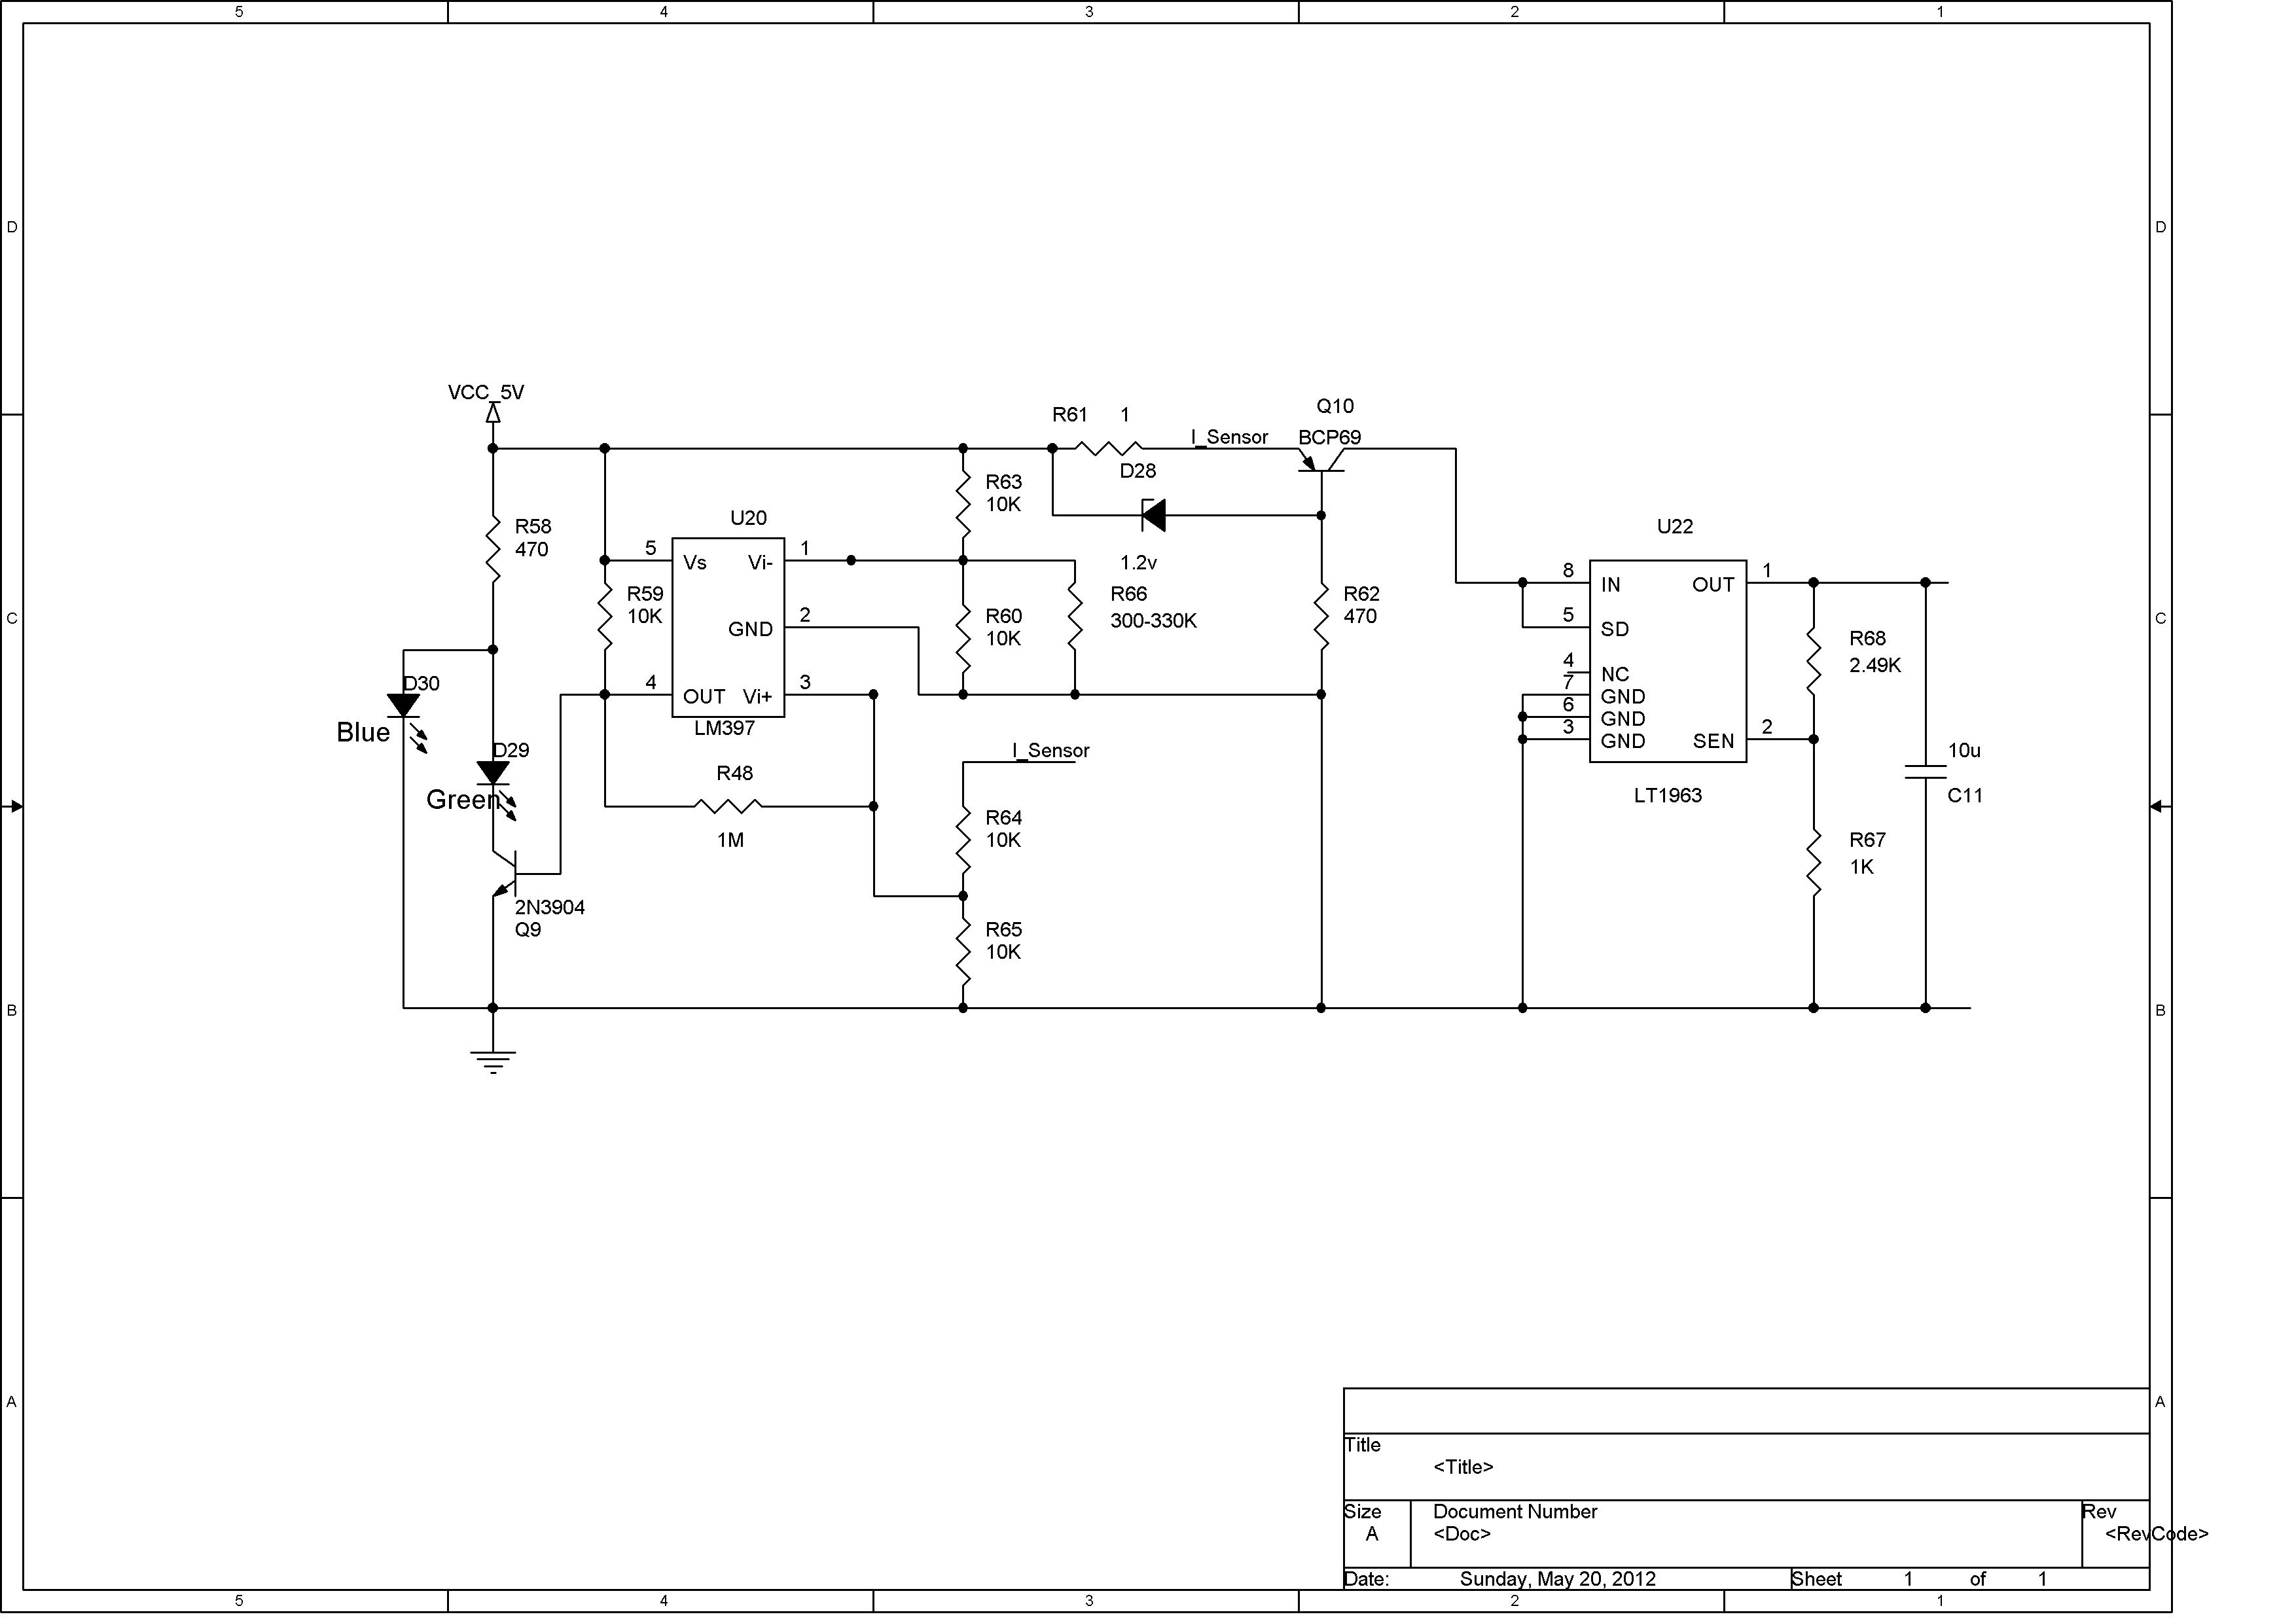 5 4 3 2 1
D D
VCC_5V
R61 1
I_Sensor
Q10
BCP69
D28
R63
10K
U20
R58
470
5 Vs
Vi- 1
1.2v
U22
R59
10K
R60
10K
R66
300-330K
R62
470
GND 2
8 IN
OUT 1
5 SD
C C
R68
2.49K
4 NC
7 GND
6 GND
3 GND
SEN 2
4 OUT
Vi+ 3
LM397
D30
Blue
D29
Green
I_Sensor
R48
1M
LT1963
10u
C11
R64
10K
R67
1K
2N3904
Q9
R65
10K
B B
A A
Title
<Title>
Size
A
Document Number
<Doc>
Rev
<RevCode>
Date: Sunday, May 20, 2012 Sheet 1 of 1
5 4 3 2 1